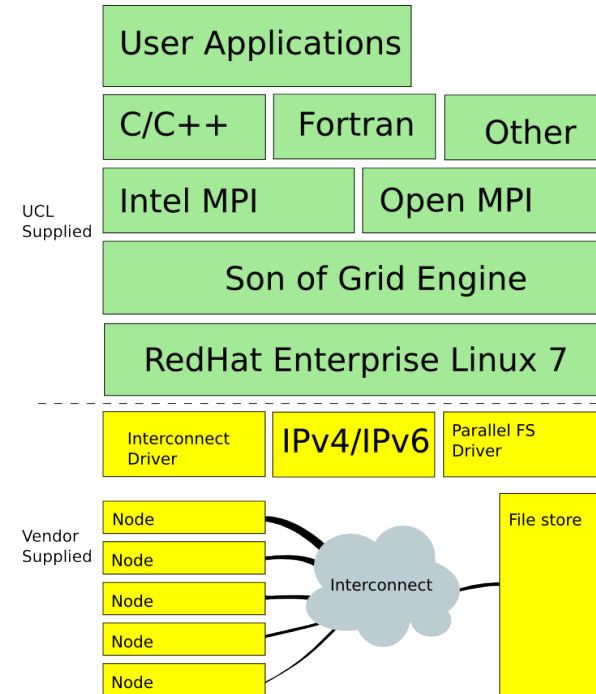 User Applications
C/C++
Fortran
Other
Intel MPI
Open MPI
UCL
Supplied
Son of Grid Engine
RedHat Enterprise Linux 7
Interconnect
Driver
IPv4/IPv6
Parallel FS
Driver
Node
File store
Vendor
Supplied
Node
Interconnect
Node
Node
Node